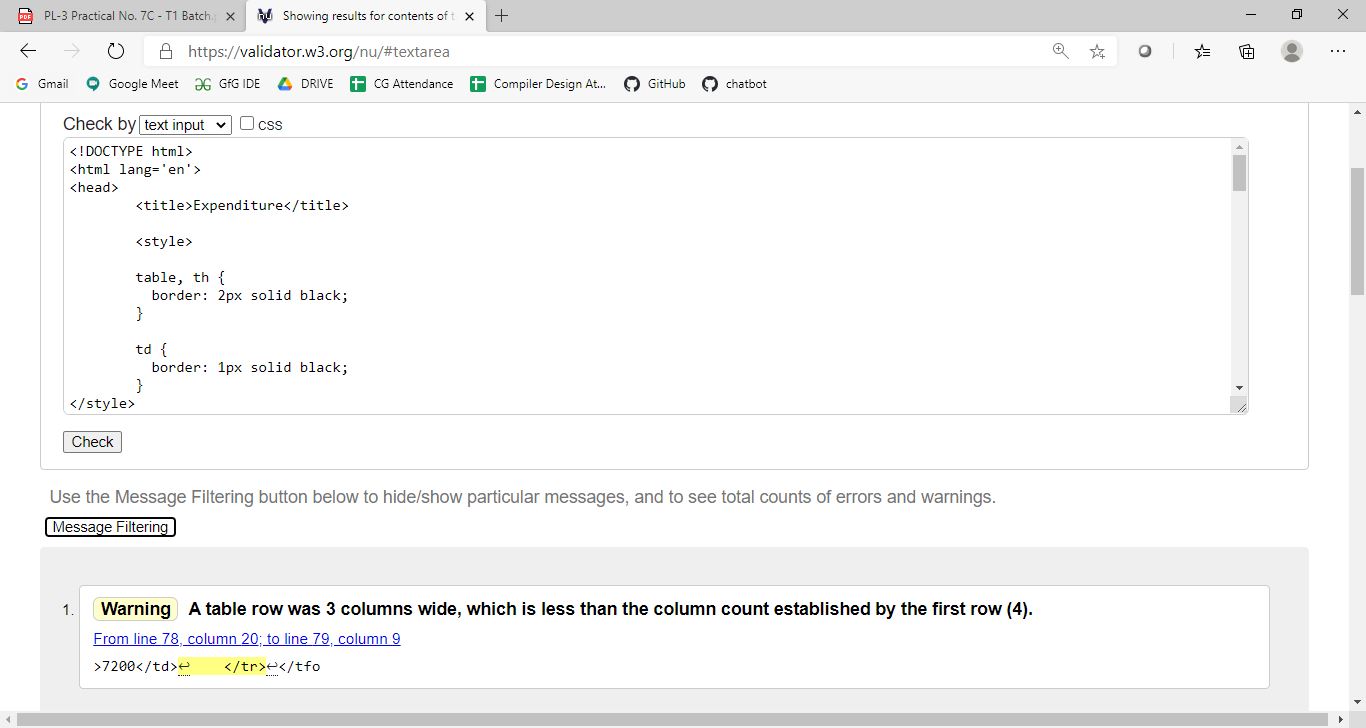 PL-3 Practical No. 7C - T1 Batch.
Showing results for contents of t
https://validator.w3.org/nu/#textarea
Gmail Google Meet GfG IDE DRIVE CG Attendance Compiler Design At... GitHub chatbot
Check by text input css
<!DOCTYPE html>
<html lang='en'>
<head>
<title>Expenditure</title>
<style>
table, th {
border: 2px solid black;
}
td {
border: 1px solid black;
}
</style>
Check
Use the Message Filtering button below to hide/show particular messages, and to see total counts of errors and warnings.
Message Filtering
1. Warning A table row was 3 columns wide, which is less than the column count established by the first row (4).
From line 78, column 20; to line 79, column 9
>7200</td>↩ </tr>↩</tfo